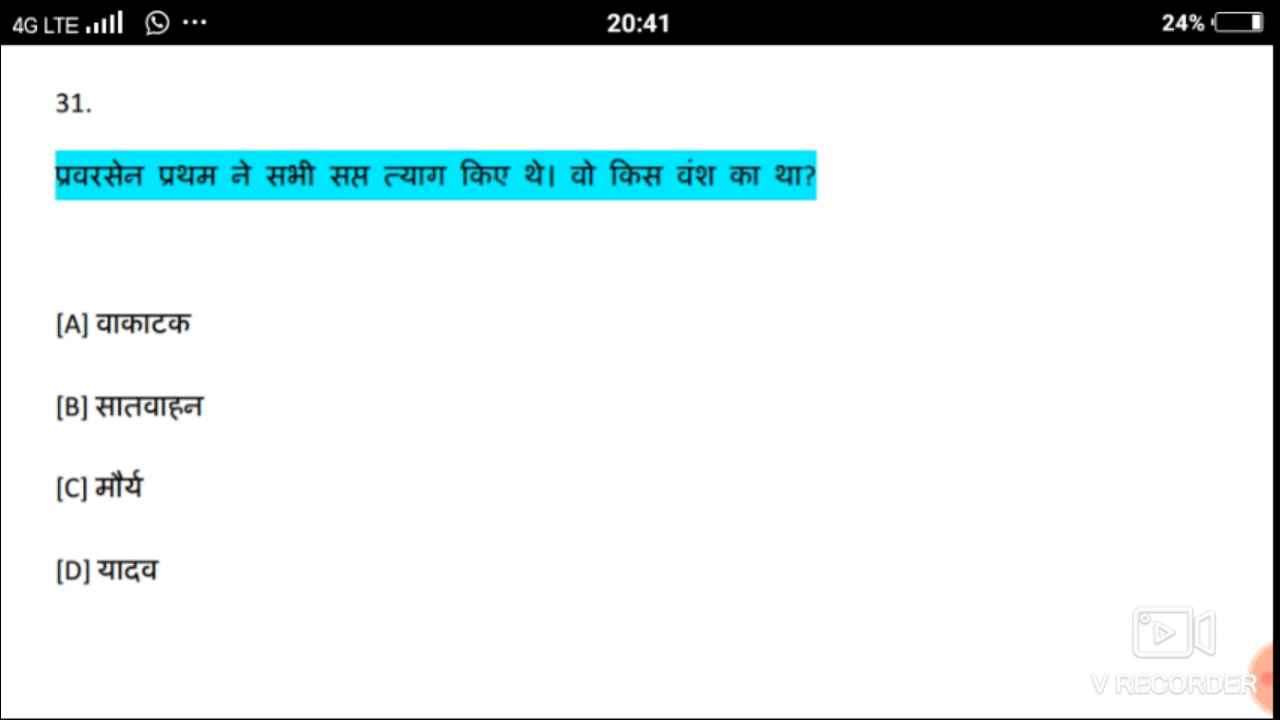 4G LTE ... 20:41 24%
31.
प्रवरसेन प्रथम ने सभी सप्त त्याग किए थे। वो किस वंश का था?
[A] वाकाटक
[B] सातवाहन
[C] मौर्य
[D] यादव
V RECORDER